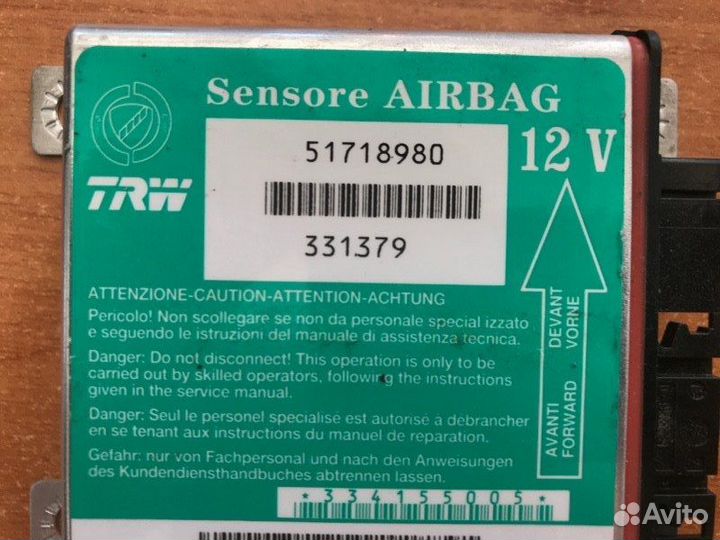 Sensore AIRBAG
51718980
12 V
TRW
331379
ATTENZIONE-CAUTION-ATTENTION-ACHTUNG
Pericolo! Non scollegare se non da personale specializzato
e seguendo le istruzioni del manuale di assistenza tecnica.
Danger: Do not disconnect! This operation is only to be
carried out by skilled operators, following the instructions
given in the service manual.
Danger: Seul le personel specialisé est autorisé à débrancher
en se tenant aux instructions du manuel de reparation.
Gefahr: nur von Fachpersonal und nach den Anweisungen
des Kundendiensthandbuches abtrennen lassen.
AVANTI DEVANT
FORWARD VORNE
*334155005*
Avito